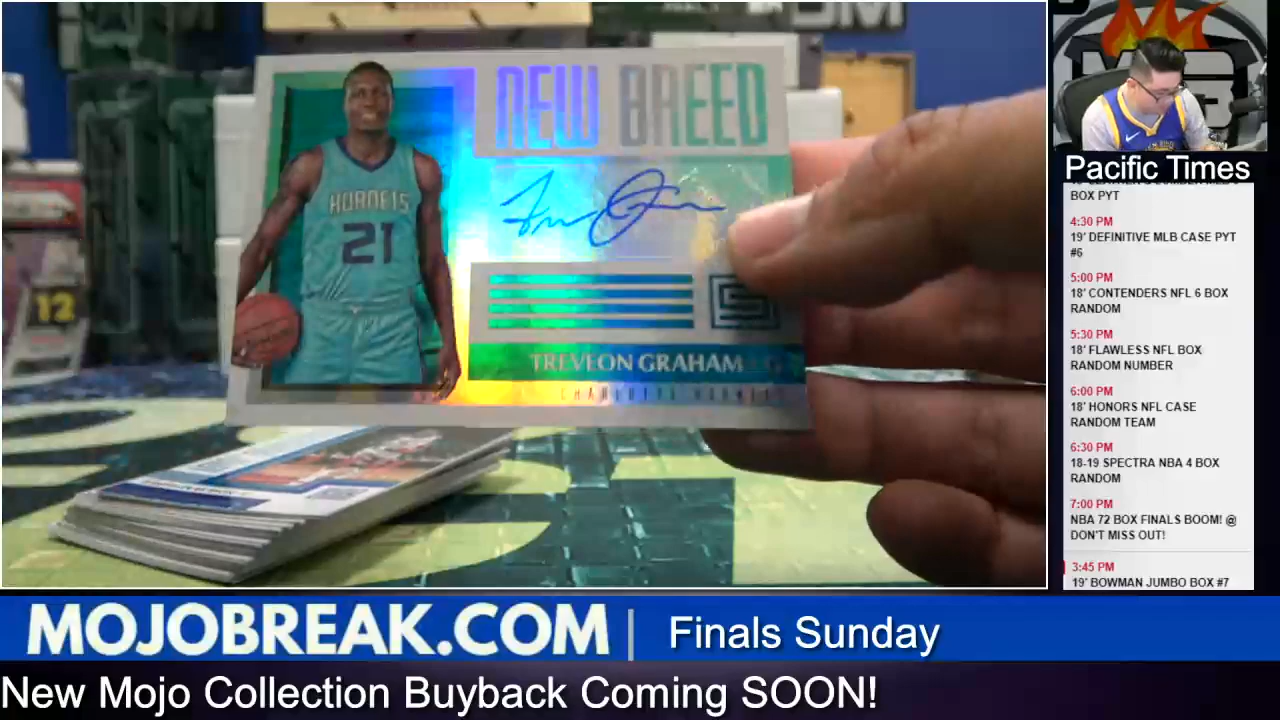 NEW BREED
HORNETS
21
TREVEON GRAHAM
CHARLOTTE HORNETS
12
Pacific Times
BOX PYT
4:30 PM
19' DEFINITIVE MLB CASE PYT
#6
5:00 PM
18' CONTENDERS NFL 6 BOX
RANDOM
5:30 PM
18' FLAWLESS NFL BOX
RANDOM NUMBER
6:00 PM
18' HONORS NFL CASE
RANDOM TEAM
6:30 PM
18-19 SPECTRA NBA 4 BOX
RANDOM
7:00 PM
NBA 72 BOX FINALS BOOM! @
DON'T MISS OUT!
3:45 PM
19' BOWMAN JUMBO BOX #7
MOJOBREAK.COM | Finals Sunday
New Mojo Collection Buyback Coming SOON!